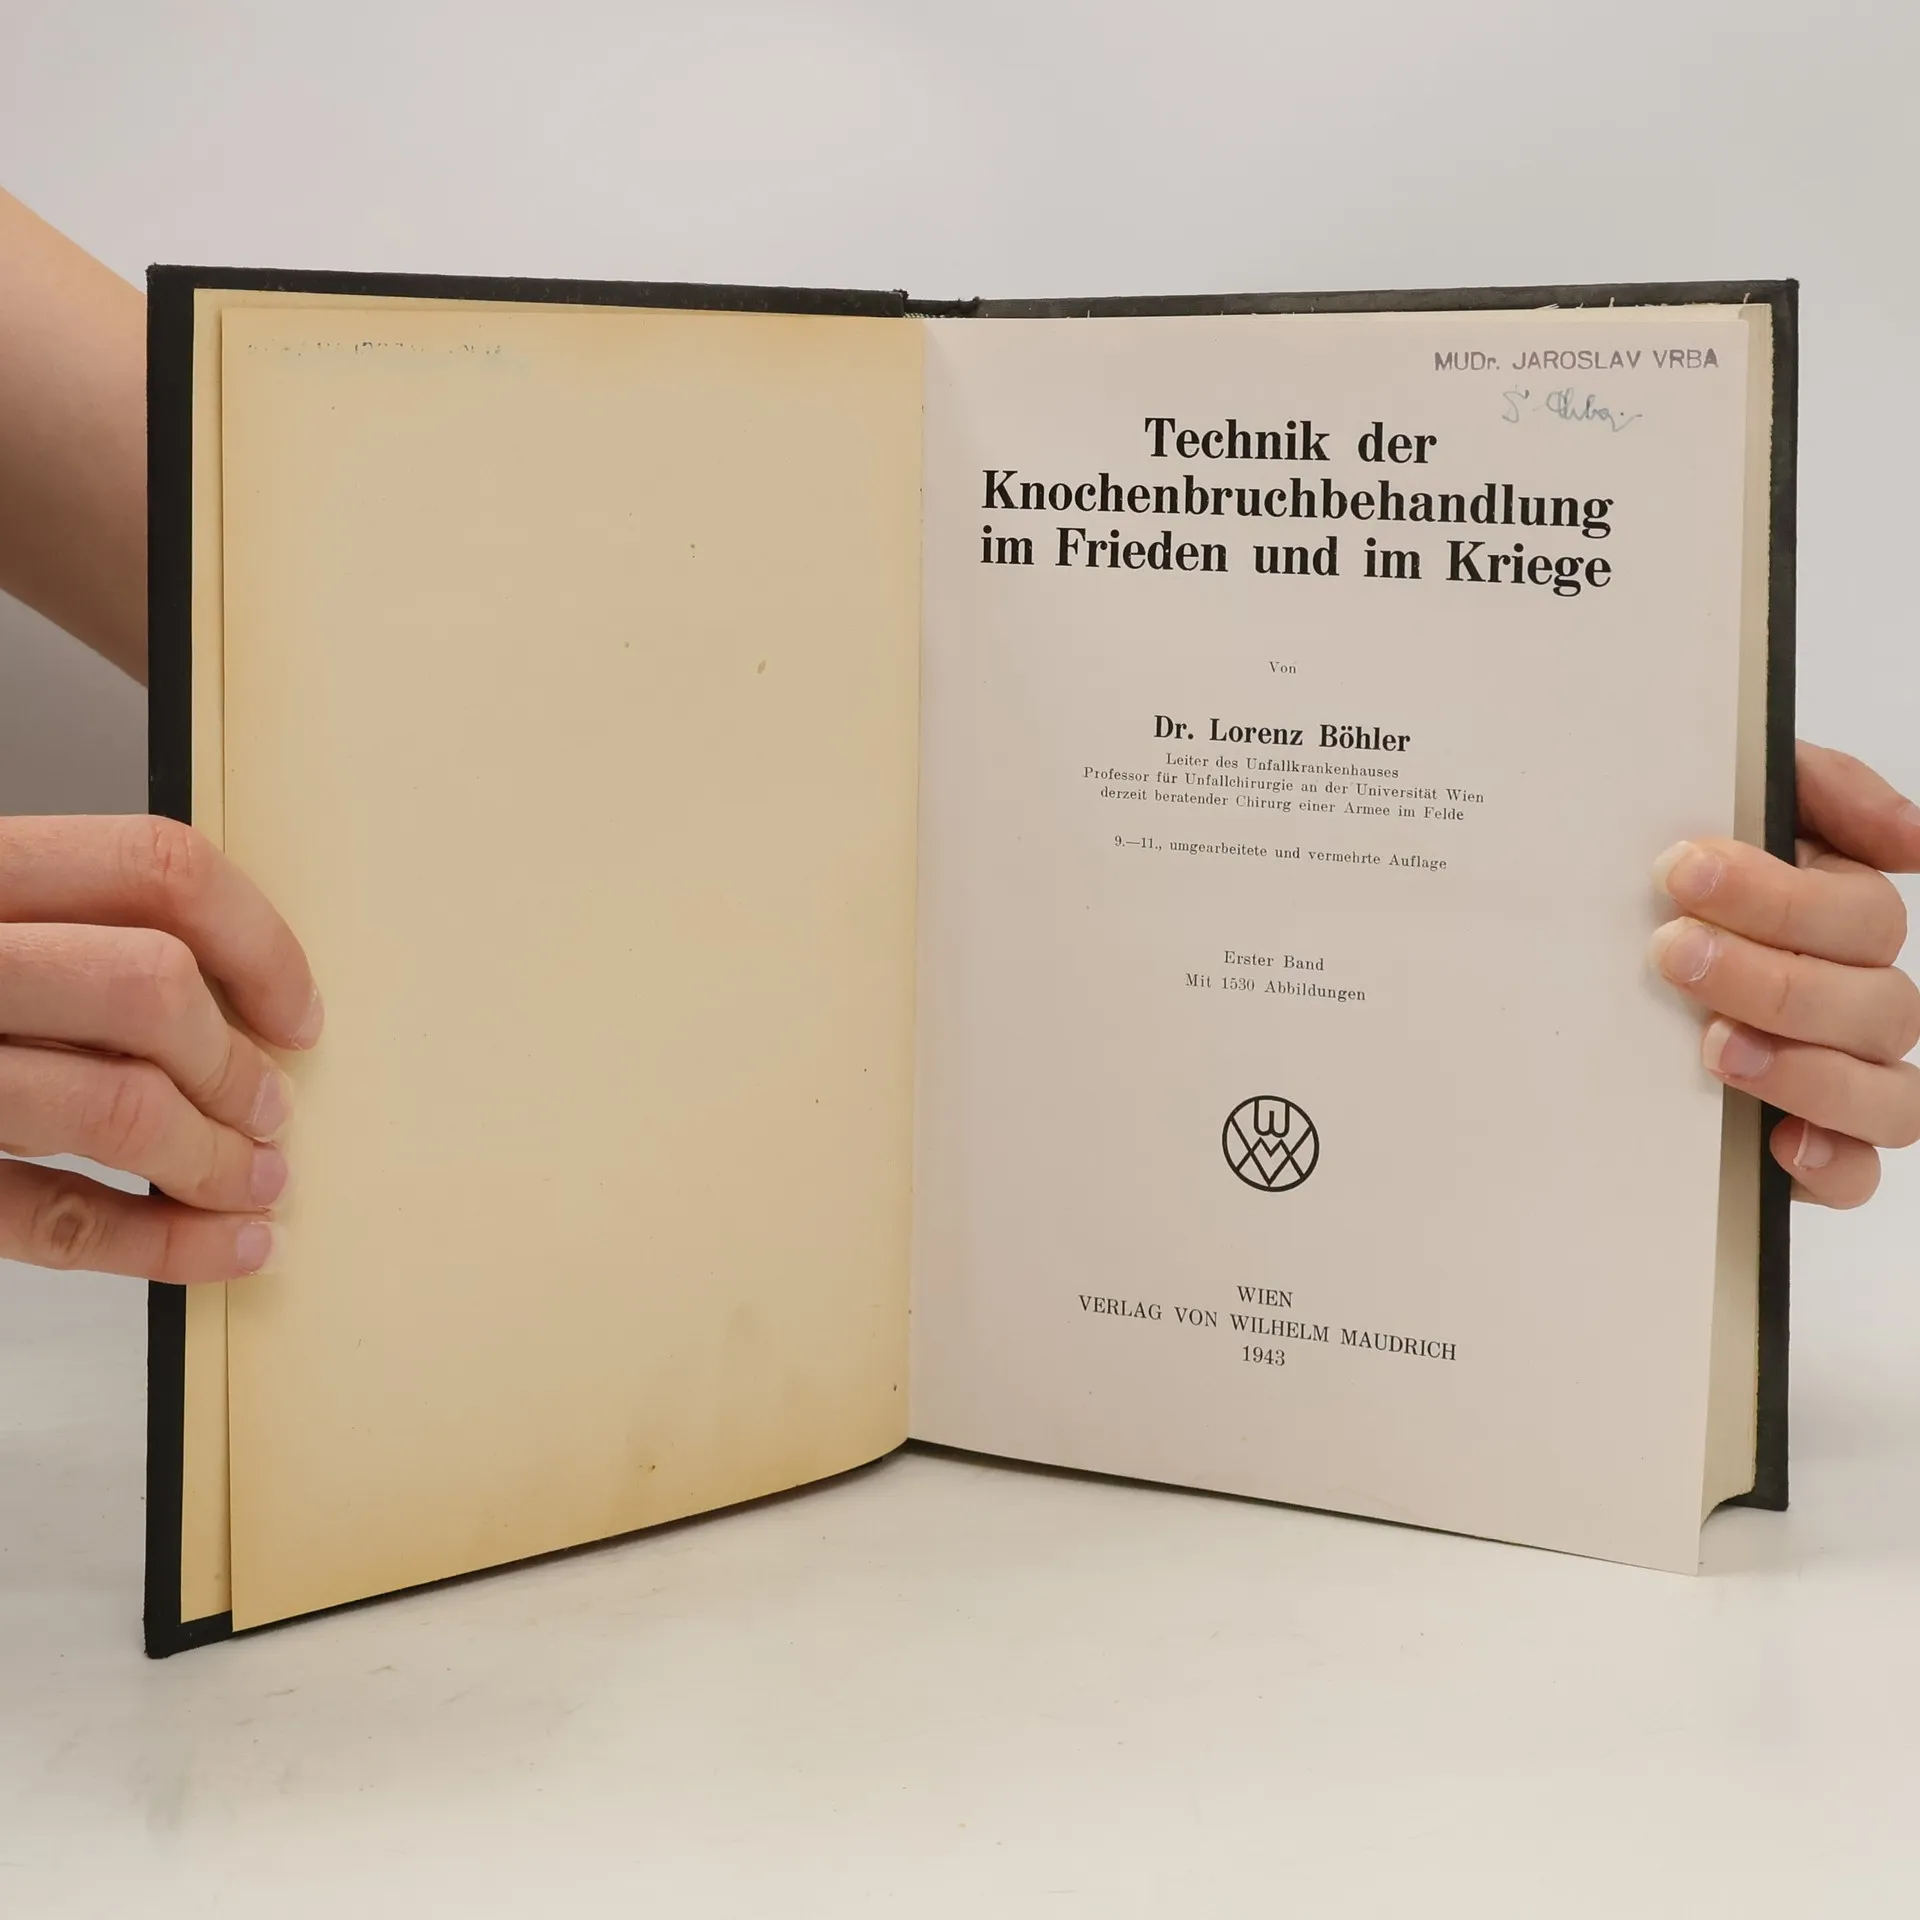 MUDr. JAROSLAV VRBA
Technik der
Knochenbruchbehandlung
im Frieden und im Kriege
Von
Dr. Lorenz Böhler
Leiter des Unfallkrankenhauses
Professor für Unfallchirurgie an der Universität Wien
derzeit beratender Chirurg einer Armee im Felde
9.—11., umgearbeitete und vermehrte Auflage
Erster Band
Mit 1530 Abbildungen
WIEN
VERLAG VON WILHELM MAUDRICH
1943